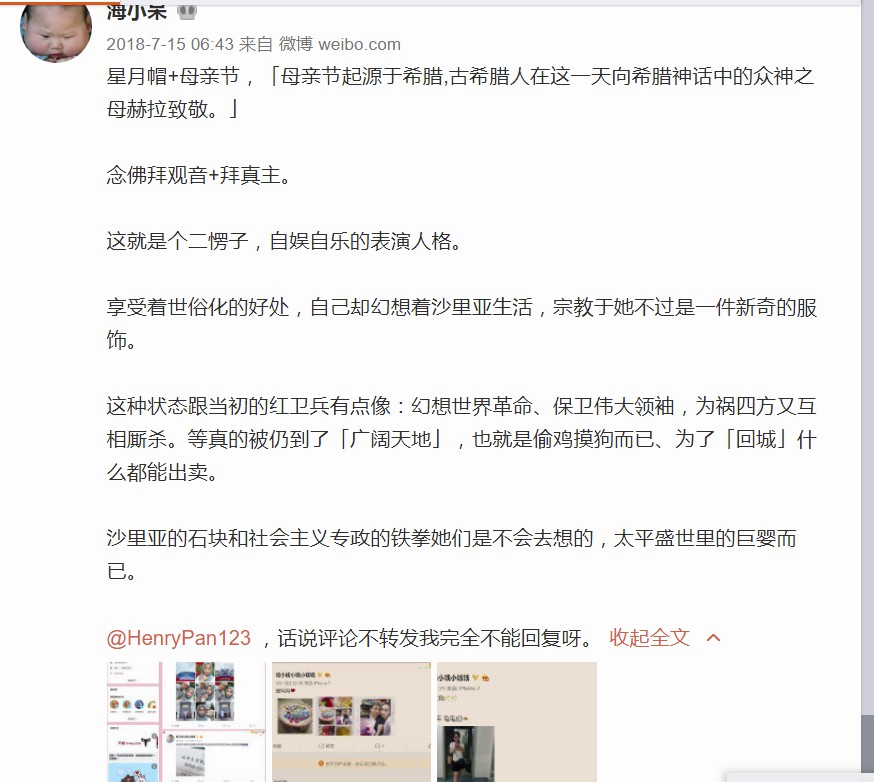 海小呆
2018-7-15 06:43 来自 微博 weibo.com
星月帽+母亲节，「母亲节起源于希腊,古希腊人在这一天向希腊神话中的众神之
母赫拉致敬。」
念佛拜观音+拜真主。
这就是个二愣子，自娱自乐的表演人格。
享受着世俗化的好处，自己却幻想着沙里亚生活，宗教于她不过是一件新奇的服
饰。
这种状态跟当初的红卫兵有点像：幻想世界革命、保卫伟大领袖，为祸四方又互
相厮杀。等真的被仍到了「广阔天地」，也就是偷鸡摸狗而已、为了「回城」什
么都能出卖。
沙里亚的石块和社会主义专政的铁拳她们是不会去想的，太平盛世里的巨婴而
已。
@HenryPan123 ，话说评论不转发我完全不能回复呀。 收起全文